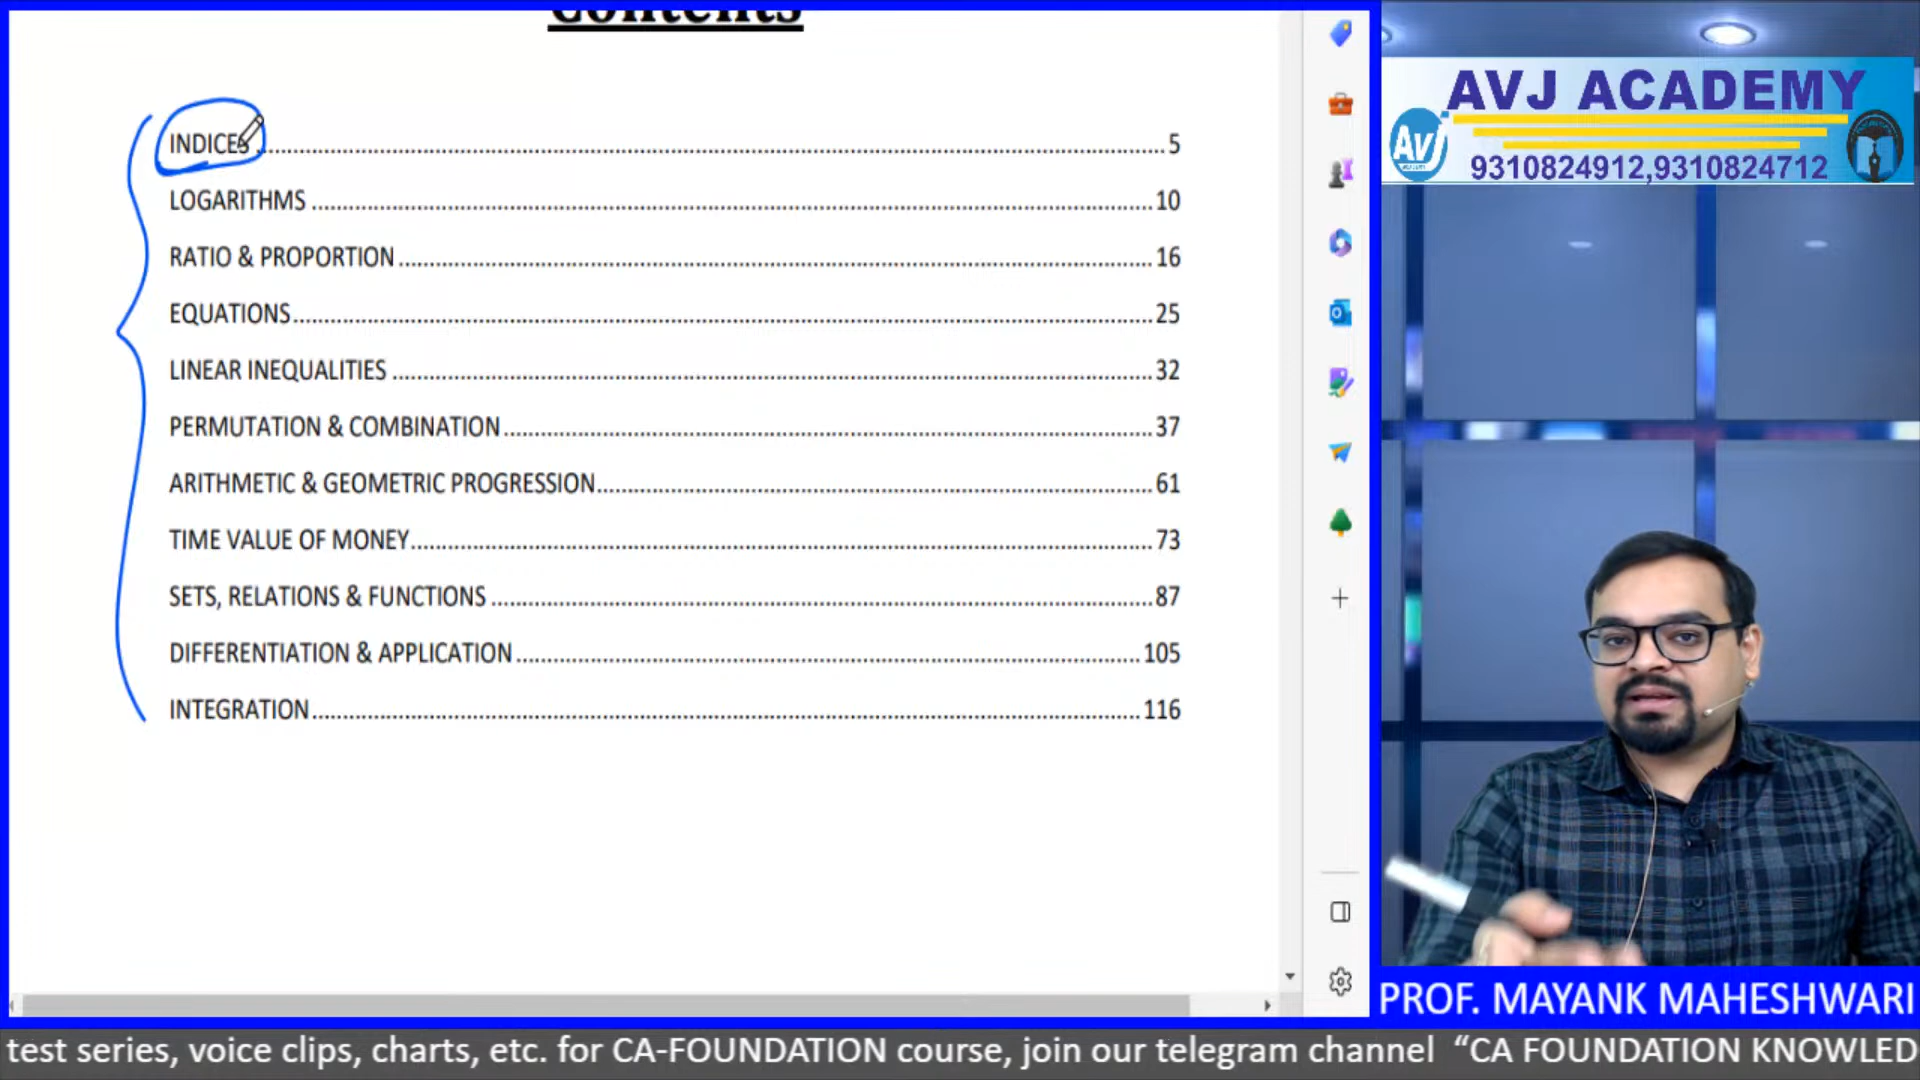 Contents
INDICES ........ 5
LOGARITHMS ........ 10
RATIO & PROPORTION ........ 16
EQUATIONS ........ 25
LINEAR INEQUALITIES ........ 32
PERMUTATION & COMBINATION ........ 37
ARITHMETIC & GEOMETRIC PROGRESSION ........ 61
TIME VALUE OF MONEY ........ 73
SETS, RELATIONS & FUNCTIONS ........ 87
DIFFERENTIATION & APPLICATION ........ 105
INTEGRATION ........ 116
AVJ ACADEMY
AVJ
9310824912,9310824712
PROF. MAYANK MAHESHWARI
test series, voice clips, charts, etc. for CA-FOUNDATION course, join our telegram channel “CA FOUNDATION KNOWLED